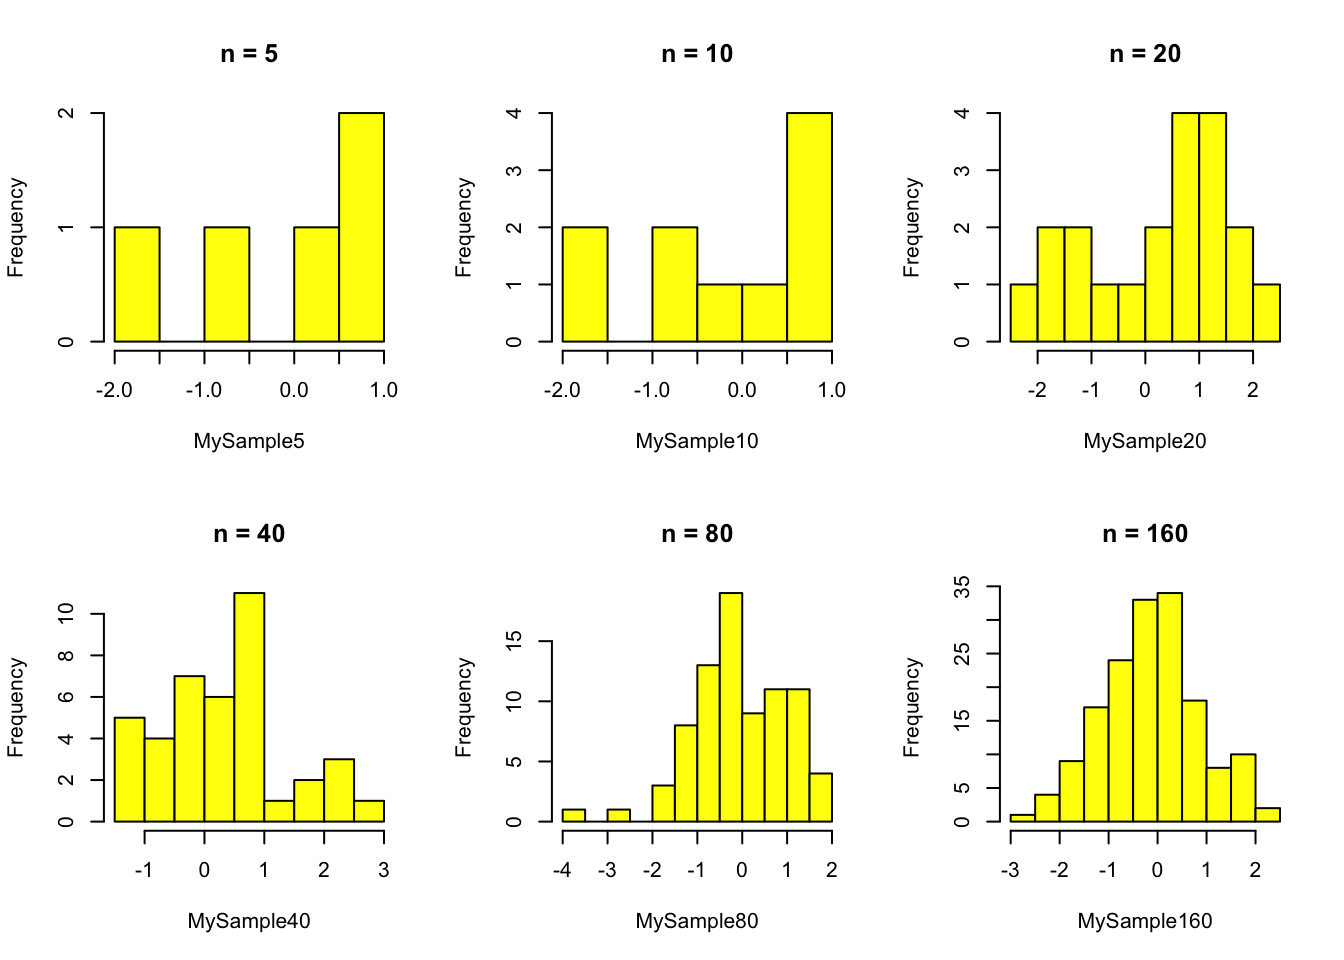 n = 5
Frequency
0
1
2
-2.0 -1.0 0.0 1.0
MySample5
n = 10
Frequency
0
1
2
3
4
-2.0 -1.0 0.0 1.0
MySample10
n = 20
Frequency
0
1
2
3
4
-2 -1 0 1 2
MySample20
n = 40
Frequency
0
2
4
6
8
10
-1 0 1 2 3
MySample40
n = 80
Frequency
0
5
10
15
-4 -3 -2 -1 0 1 2
MySample80
n = 160
Frequency
0
5
15
25
35
-3 -2 -1 0 1 2
MySample160